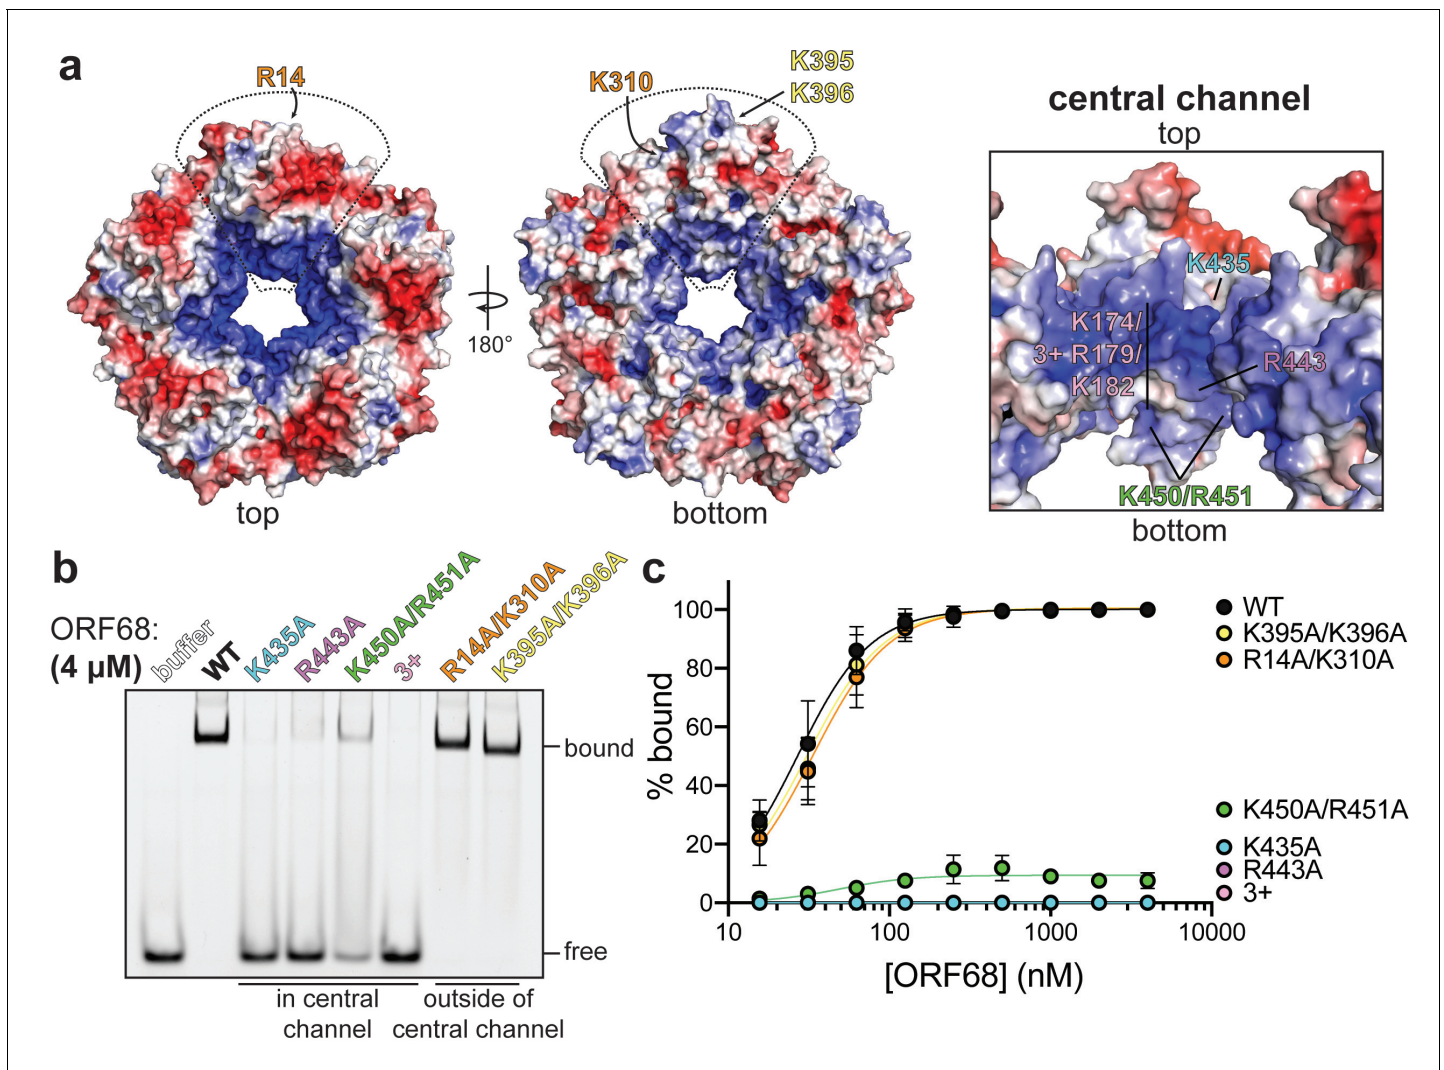 a
R14
K310
K395
K396
180°
top
bottom
central channel
top
K435
K174/
3+ R179/
K182
R443
K450/R451
bottom
b
ORF68:
(4 µM)
buffer
WT
K435A
R443A
K450A/R451A
3+
R14A/K310A
K395A/K396A
bound
free
in central
channel
outside of
central channel
c
% bound
100
80
60
40
20
0
10
100
1000
10000
[ORF68] (nM)
WT
K395A/K396A
R14A/K310A
K450A/R451A
K435A
R443A
3+